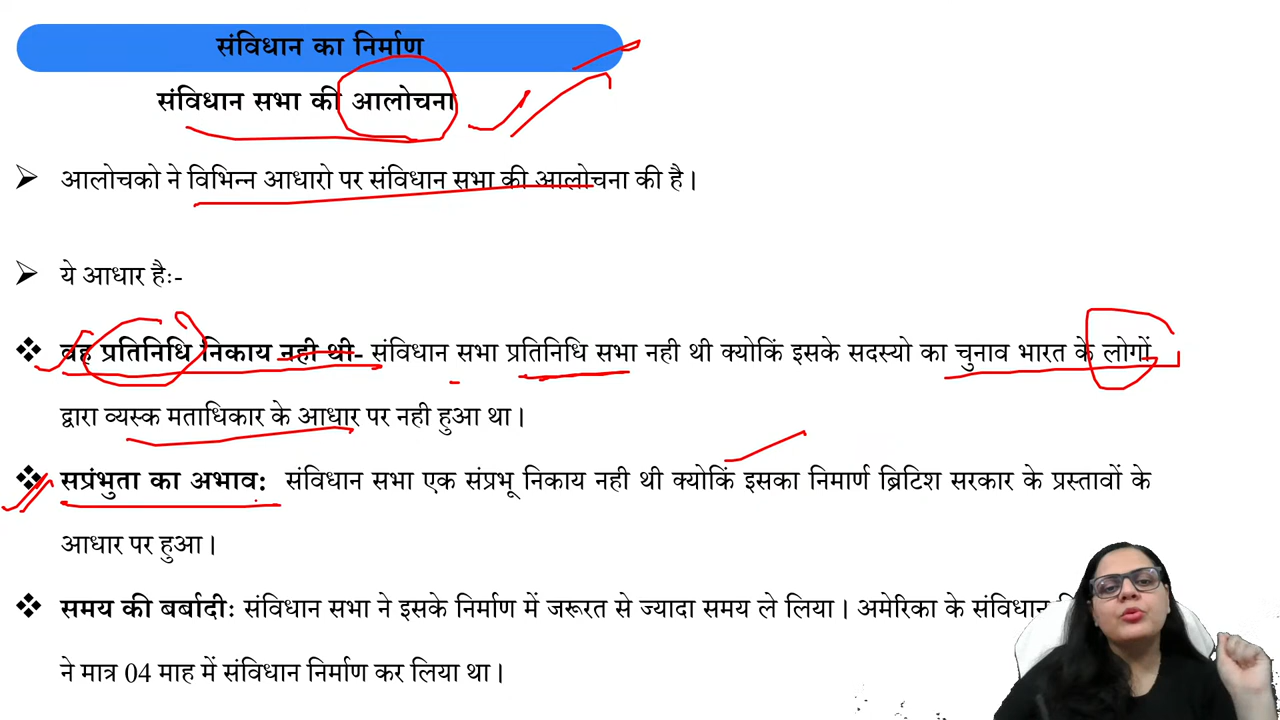 संविधान का निर्माण
संविधान सभा की आलोचना
➢ आलोचको ने विभिन्न आधारो पर संविधान सभा की आलोचना की है।
➢ ये आधार हैः-
❖ वह प्रतिनिधि निकाय नही थी- संविधान सभा प्रतिनिधि सभा नही थी क्योकिं इसके सदस्यो का चुनाव भारत के लोगों
द्वारा व्यस्क मताधिकार के आधार पर नही हुआ था।
❖ सप्रंभुता का अभाव: संविधान सभा एक संप्रभू निकाय नही थी क्योकिं इसका निमार्ण ब्रिटिश सरकार के प्रस्तावों के
आधार पर हुआ।
❖ समय की बर्बादीः संविधान सभा ने इसके निर्माण में जरूरत से ज्यादा समय ले लिया। अमेरिका के संविधान
ने मात्र 04 माह में संविधान निर्माण कर लिया था।